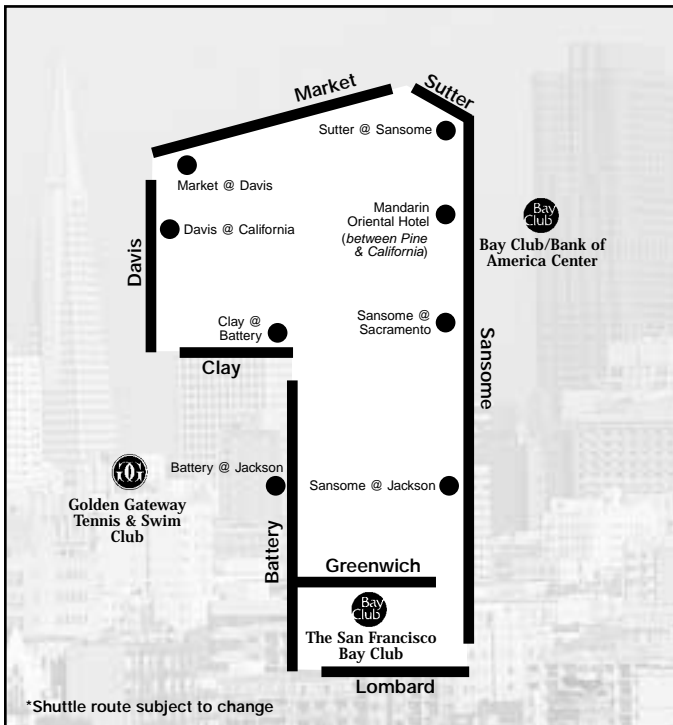 Market
Sutter
Sutter @ Sansome
Market @ Davis
Mandarin
Oriental Hotel
(between Pine
& California)
Davis @ California
Davis
Bay
Club
Bay Club/Bank of
America Center
Clay @
Battery
Sansome @
Sacramento
Clay
Sansome
Battery @ Jackson
Sansome @ Jackson
GG
Golden Gateway
Tennis & Swim
Club
Battery
Greenwich
Bay
Club
The San Francisco
Bay Club
Lombard
*Shuttle route subject to change